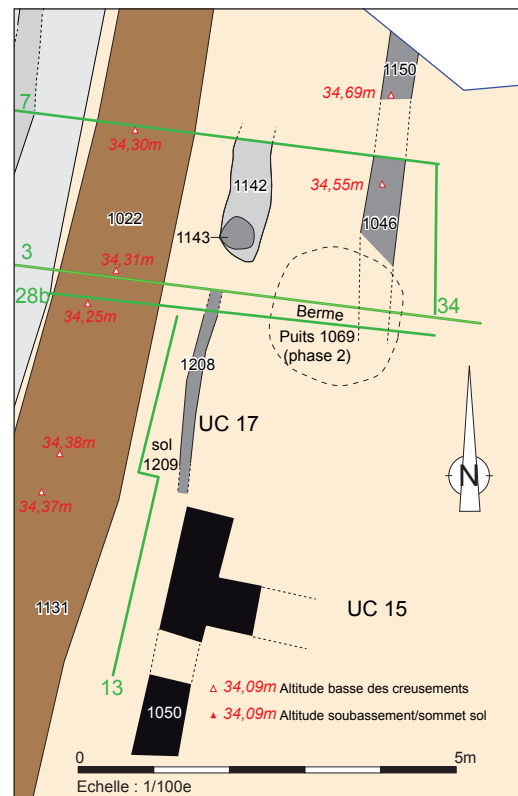 1150
34,69m
7
34,30m
1142
34,55m
1022
1046
1143
3
34,31m
28b
34,25m
Berme
34
Puits 1069
(phase 2)
1208
UC 17
34,38m
sol
1209
N
34,37m
UC 15
1131
13
34,09m Altitude basse des creusements
1050
34,09m Altitude soubassement/sommet sol
0
5m
Echelle : 1/100e